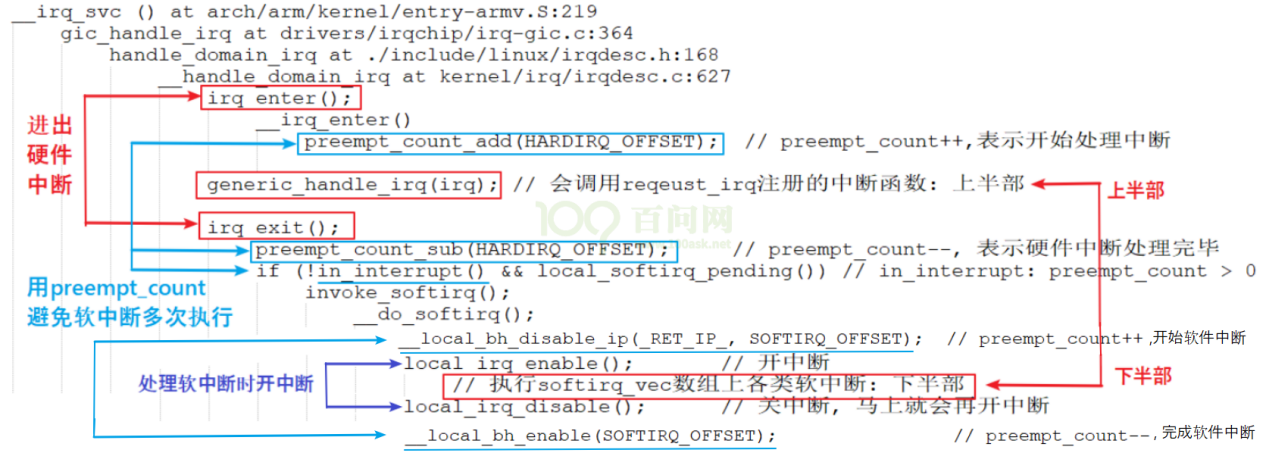 __irq_svc () at arch/arm/kernel/entry-armv.S:219
gic_handle_irq at drivers/irqchip/irq-gic.c:364
handle_domain_irq at ./include/linux/irqdesc.h:168
__handle_domain_irq at kernel/irq/irqdesc.c:627
irq_enter();
__irq_enter()
进出
硬件
中断
preempt_count_add(HARDIRQ_OFFSET); // preempt_count++,表示开始处理中断
generic_handle_irq(irq); // 会调用reqeust_irq注册的中断函数: 上半部
上半部
百问网
irq_exit();
preempt_count_sub(HARDIRQ_OFFSET); // preempt_count--, 表示硬件中断处理完毕
if (!in_interrupt() && local_softirq_pending()) // in_interrupt: preempt_count > 0
用preempt_count
避免软中断多次执行
invoke_softirq();
__do_softirq();
__local_bh_disable_ip(_RET_IP_, SOFTIRQ_OFFSET); // preempt_count++ ,开始软件中断
local_irq_enable(); // 开中断
处理软中断时开中断
// 执行softirq_vec数组上各类软中断: 下半部
下半部
local_irq_disable(); // 关中断, 马上就会再开中断
__local_bh_enable(SOFTIRQ_OFFSET); // preempt_count--, 完成软件中断